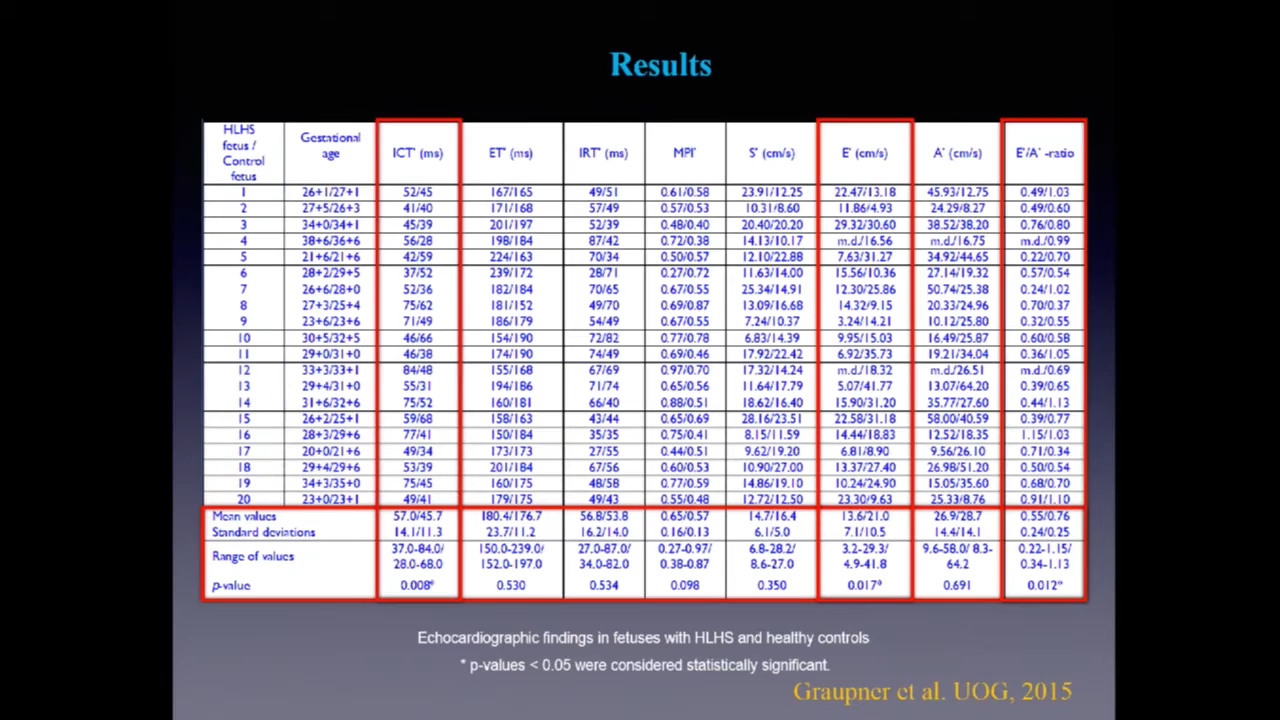 Results
HLHS fetus / Control fetus Gestational age ICT' (ms) ET' (ms) IRT' (ms) MPI' S' (cm/s) E' (cm/s) A' (cm/s) E'/A' -ratio
1 26+1/27+1 52/45 167/165 49/51 0.61/0.58 23.91/12.25 22.47/13.18 45.93/12.75 0.49/1.03
2 27+5/26+3 41/40 171/168 57/49 0.57/0.53 10.31/8.60 11.86/4.93 24.29/8.27 0.49/0.60
3 34+0/34+1 45/39 201/197 52/39 0.48/0.40 20.40/20.20 29.32/30.60 38.52/38.20 0.76/0.80
4 38+6/36+6 56/28 198/184 87/42 0.72/0.38 14.13/10.17 m.d./16.56 m.d./16.75 m.d./0.99
5 21+6/21+6 42/59 224/163 70/34 0.50/0.57 12.10/22.88 7.63/31.27 34.92/44.65 0.22/0.70
6 28+2/29+5 37/52 239/172 28/71 0.27/0.72 11.63/14.00 15.56/10.36 27.14/19.32 0.57/0.54
7 26+6/28+0 52/36 182/184 70/65 0.67/0.55 25.34/14.91 12.30/25.86 50.74/25.38 0.24/1.02
8 27+3/25+4 75/62 181/152 49/70 0.69/0.87 13.09/16.68 14.32/9.15 20.33/24.96 0.70/0.37
9 23+6/23+6 71/49 186/179 54/49 0.67/0.55 7.24/10.37 3.24/14.21 10.12/25.80 0.32/0.55
10 30+5/32+5 46/66 154/190 72/82 0.77/0.78 6.83/14.39 9.95/15.03 16.49/25.87 0.60/0.58
11 29+0/31+0 46/38 174/190 74/49 0.69/0.46 17.92/22.42 6.92/35.73 19.21/34.04 0.36/1.05
12 33+3/33+1 84/48 155/168 67/69 0.97/0.70 17.32/14.24 m.d./18.32 m.d./26.51 m.d./0.69
13 29+4/31+0 55/31 194/186 71/74 0.65/0.56 11.64/17.79 5.07/41.77 13.07/64.20 0.39/0.65
14 31+6/32+6 75/52 160/181 66/40 0.88/0.51 18.62/16.40 15.90/31.20 35.77/27.60 0.44/1.13
15 26+2/25+1 59/68 158/163 43/44 0.65/0.69 28.16/23.51 22.58/31.18 58.00/40.59 0.39/0.77
16 28+3/29+6 77/41 150/184 35/35 0.75/0.41 8.15/11.59 14.44/18.83 12.52/18.35 1.15/1.03
17 20+0/21+6 49/34 173/173 27/55 0.44/0.51 9.62/19.20 6.81/8.90 9.56/26.10 0.71/0.34
18 29+4/29+6 53/39 201/184 67/56 0.60/0.53 10.90/27.00 13.37/27.40 26.98/51.20 0.50/0.54
19 34+3/35+0 75/45 160/175 48/58 0.77/0.59 14.86/19.10 10.24/24.90 15.05/35.60 0.68/0.70
20 23+0/23+1 49/41 179/175 49/43 0.55/0.48 12.72/12.50 23.30/9.63 25.33/8.76 0.91/1.10
Mean values 57.0/45.7 180.4/176.7 56.8/53.8 0.65/0.57 14.7/16.4 13.6/21.0 26.9/28.7 0.55/0.76
Standard deviations 14.1/11.3 23.7/11.2 16.2/14.0 0.16/0.13 6.1/5.0 7.1/10.5 14.4/14.1 0.24/0.25
Range of values 37.0-84.0/ 28.0-68.0 150.0-239.0/ 152.0-197.0 27.0-87.0/ 34.0-82.0 0.27-0.97/ 0.38-0.87 6.8-28.2/ 8.6-27.0 3.2-29.3/ 4.9-41.8 9.6-58.0/ 8.3-64.2 0.22-1.15/ 0.34-1.13
p-value 0.008* 0.530 0.534 0.098 0.350 0.017* 0.691 0.012*
Echocardiographic findings in fetuses with HLHS and healthy controls
* p-values < 0.05 were considered statistically significant.
Graupner et al. UOG, 2015